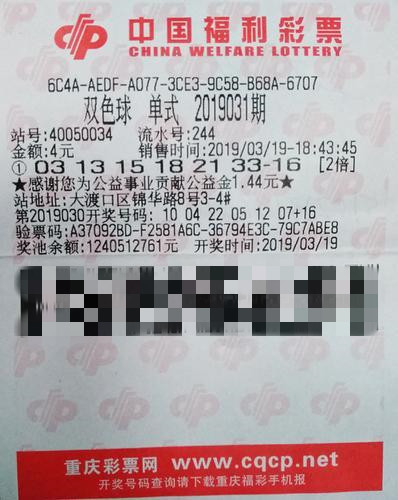 中国福利彩票
CHINA WELFARE LOTTERY
6C4A-AEDF-A077-3CE3-9C58-B68A-6707
双色球 单式 2019031期
站号:40050034 流水号:244
金额:4元 销售时间:2019/03/19-18:43:45
①03 13 15 18 21 33-16 [2倍]
★感谢您为公益事业贡献公益金1.44元★
站地址:大渡口区锦华路8号3-4#
第2019030开奖号码:10 04 22 05 12 07+16
验票码:A37092BD-F2581A6C-36794E3C-79C7ABE8
奖池余额:1240512761元 开奖时间:2019/03/19
重庆彩票网 www.cqcp.net
开奖号码查询请下载重庆福彩手机报